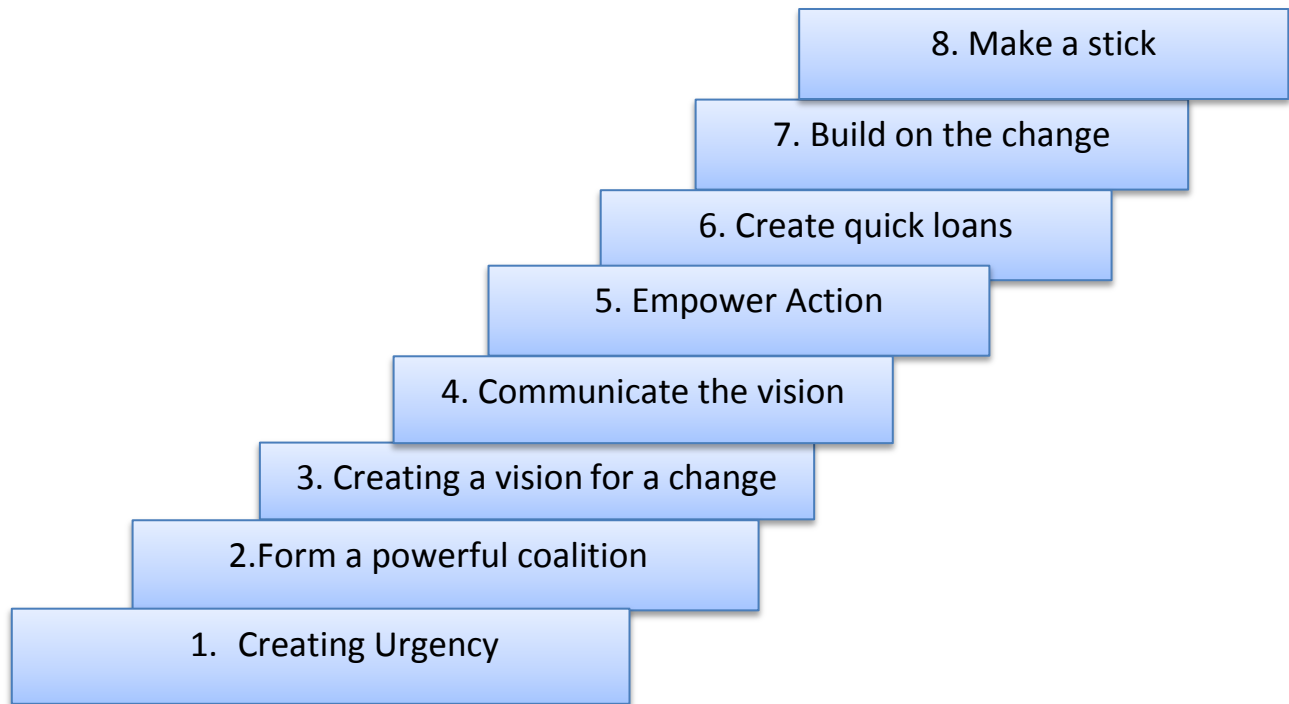 8. Make a stick
7. Build on the change
6. Create quick loans
5. Empower Action
4. Communicate the vision
3. Creating a vision for a change
2.Form a powerful coalition
1. Creating Urgency